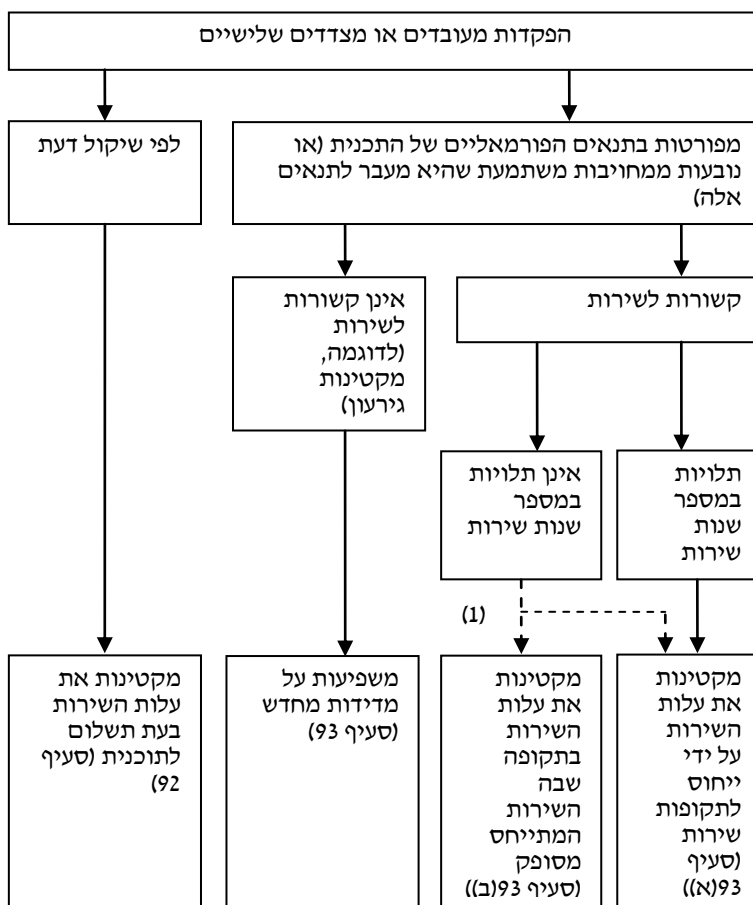 הפקדות מעובדים או מצדדים שלישיים
מפורטות בתנאים הפורמאליים של התכנית (או
נובעות ממחויבות משתמעת שהיא מעבר לתנאים
אלה)
לפי שיקול דעת
קשורות לשירות
אינן קשורות
לשירות
(לדוגמה,
מקטינות
גירעון)
תלויות
במספר
שנות
שירות
אינן תלויות
במספר
שנות שירות
(1)
מקטינות
את עלות
השירות
על ידי
ייחוס
לתקופות
שירות
(סעיף
93(א))
מקטינות
את עלות
השירות
בתקופה
שבה
השירות
המתייחס
מסופק
(סעיף 93(ב))
משפיעות על
מדידות מחדש
(סעיף 93)
מקטינות את
עלות השירות
בעת תשלום
לתוכנית (סעיף
92)